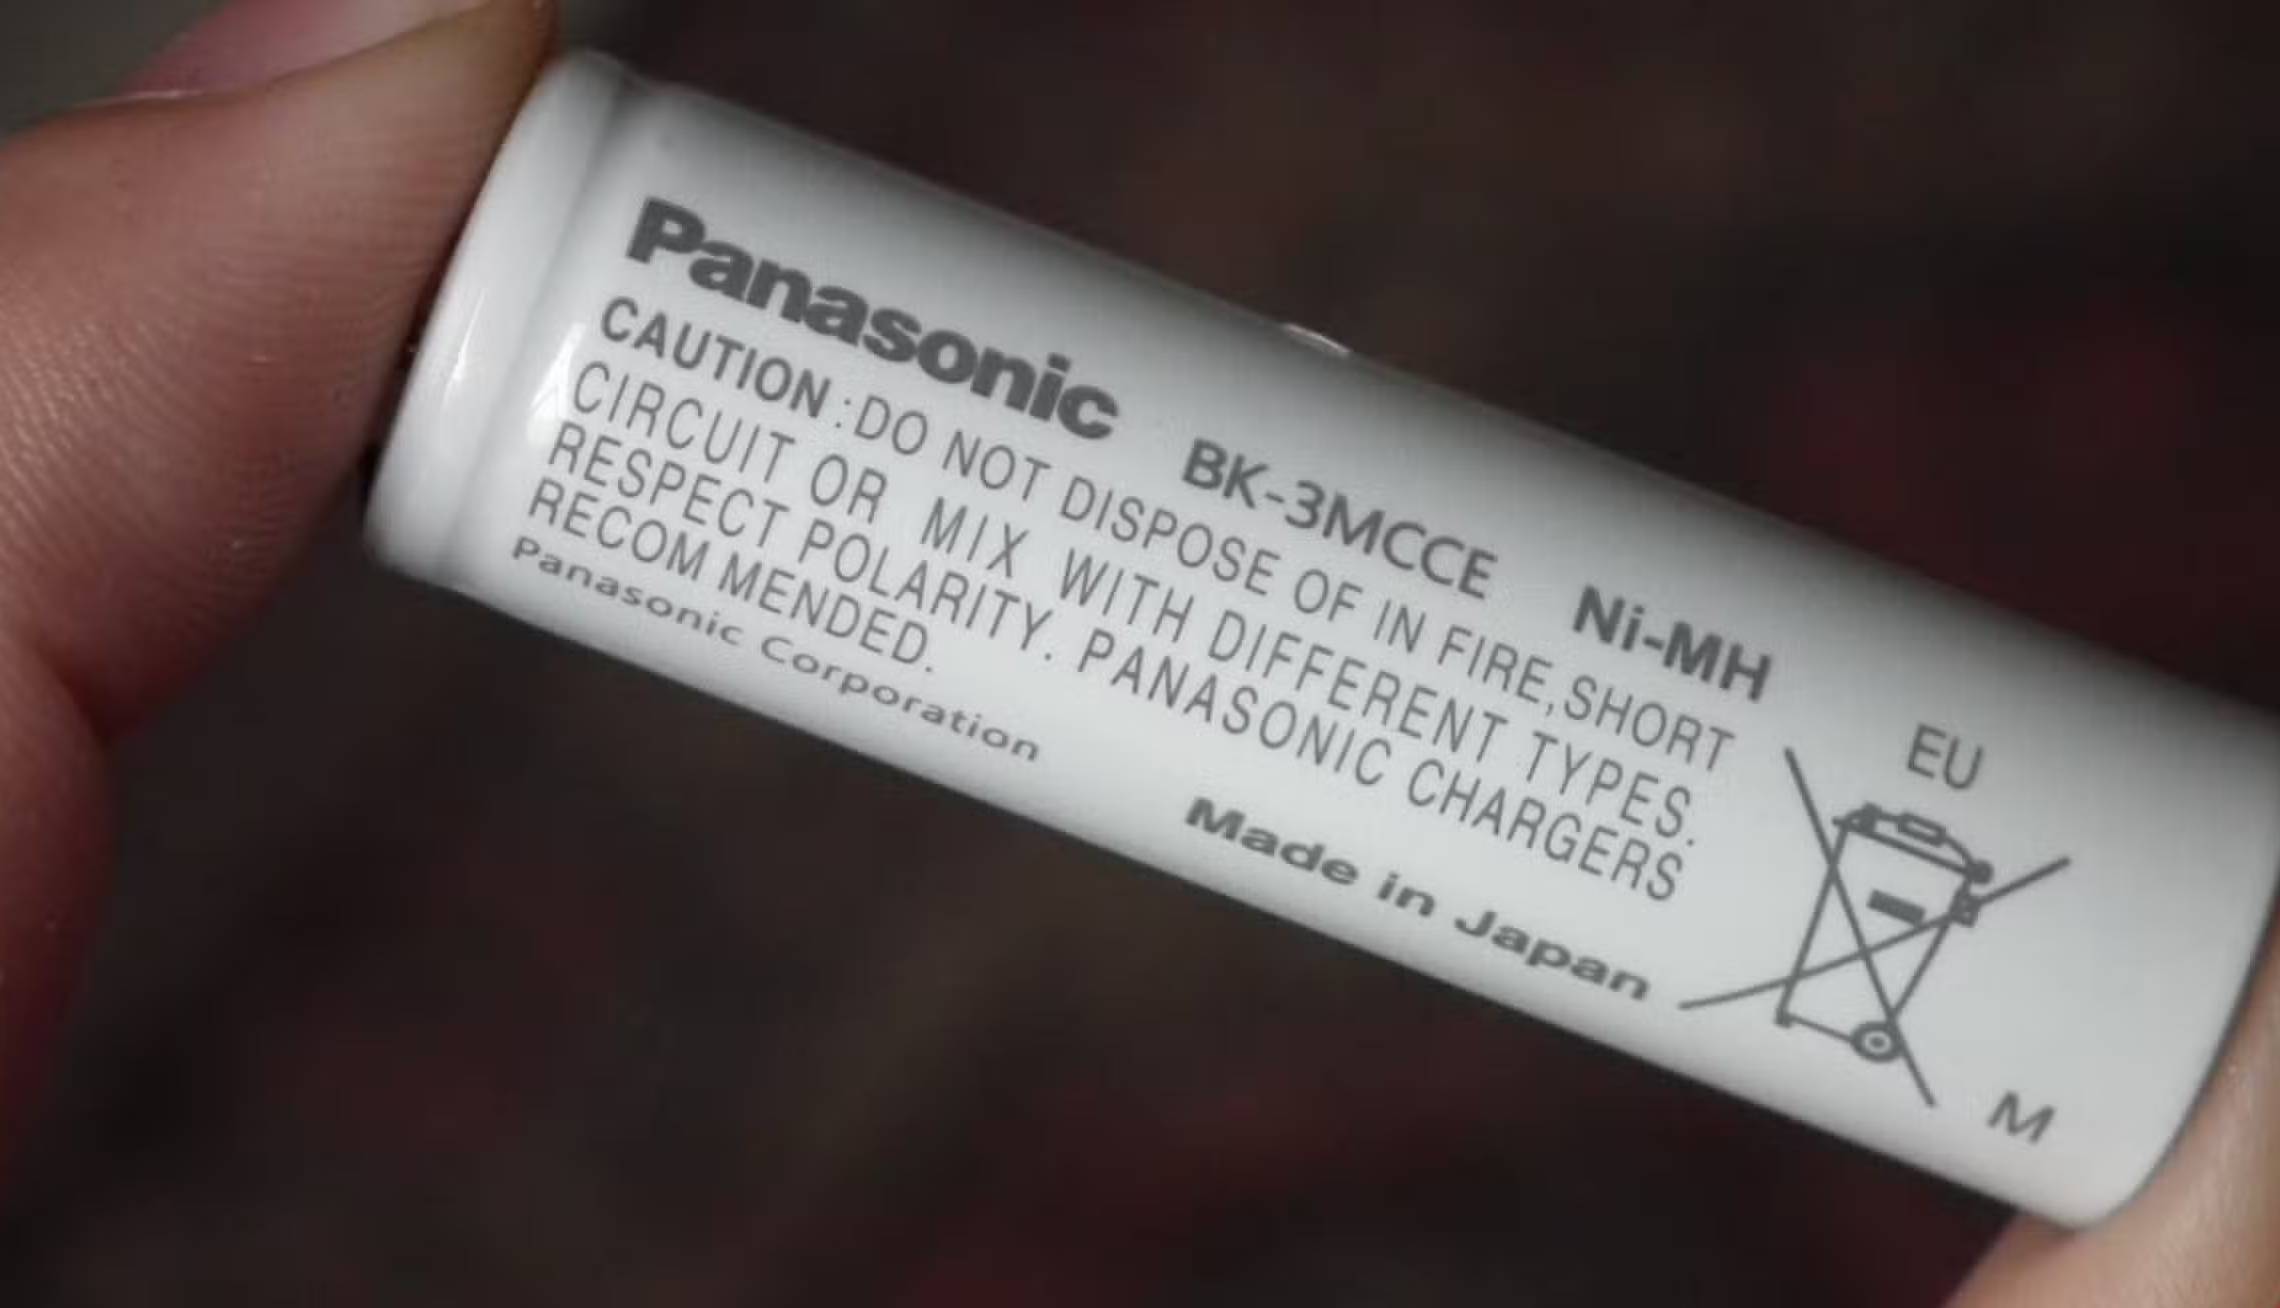 Panasonic BK-3MCCE Ni-MH
CAUTION :DO NOT DISPOSE OF IN FIRE,SHORT
CIRCUIT OR MIX WITH DIFFERENT TYPES.
RESPECT POLARITY. PANASONIC CHARGERS
RECOM MENDED.
Panasonic Corporation
Made in Japan
EU
M